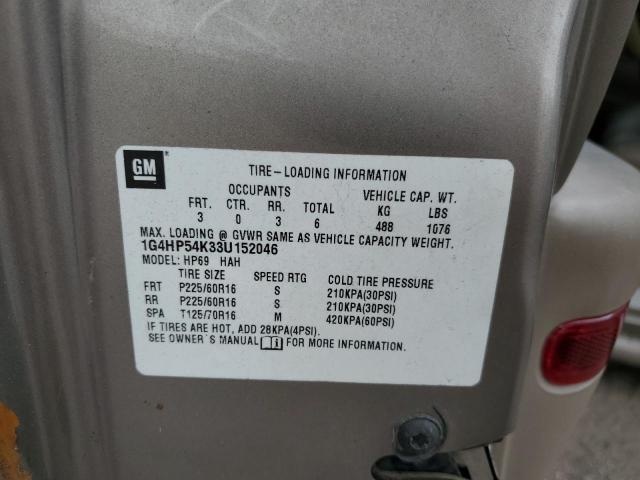 GM
TIRE-LOADING INFORMATION
OCCUPANTS VEHICLE CAP. WT.
FRT. CTR. RR. TOTAL KG LBS
3 0 3 6 488 1076
MAX. LOADING @ GVWR SAME AS VEHICLE CAPACITY WEIGHT.
1G4HP54K33U152046
MODEL: HP69 HAH
TIRE SIZE SPEED RTG COLD TIRE PRESSURE
FRT P225/60R16 S 210KPA(30PSI)
RR P225/60R16 S 210KPA(30PSI)
SPA T125/70R16 M 420KPA(60PSI)
IF TIRES ARE HOT, ADD 28KPA(4PSI).
SEE OWNER'S MANUAL i FOR MORE INFORMATION.